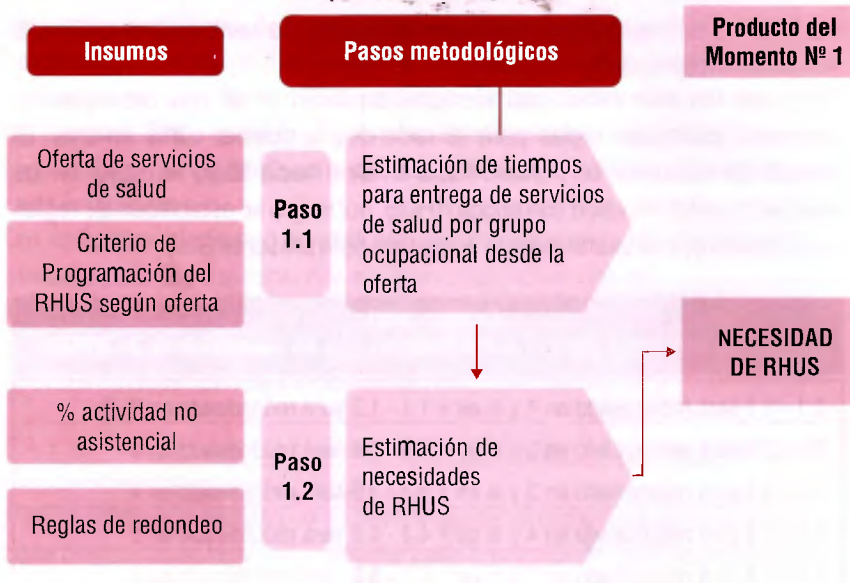 Insumos
Pasos metodológicos
Producto del
Momento Nº 1
Oferta de servicios
de salud
Criterio de
Programación del
RHUS según oferta
Paso
1.1
Estimación de tiempos
para entrega de servicios
de salud por grupo
ocupacional desde la
oferta
NECESIDAD
DE RHUS
% actividad no
asistencial
Reglas de redondeo
Paso
1.2
Estimación de
necesidades
de RHUS